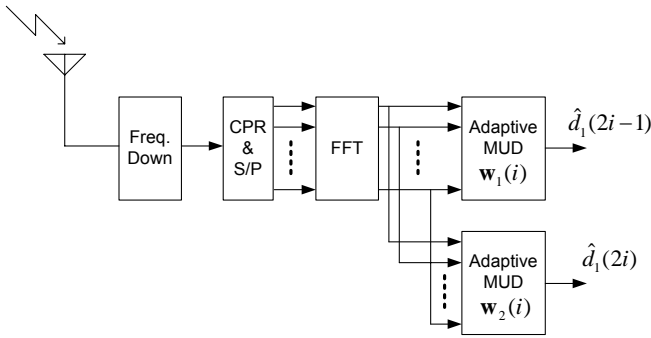 Freq.
Down
CPR
&
S/P
FFT
Adaptive
MUD
w₁(i)
d̂₁(2i−1)
Adaptive
MUD
w₂(i)
d̂₁(2i)